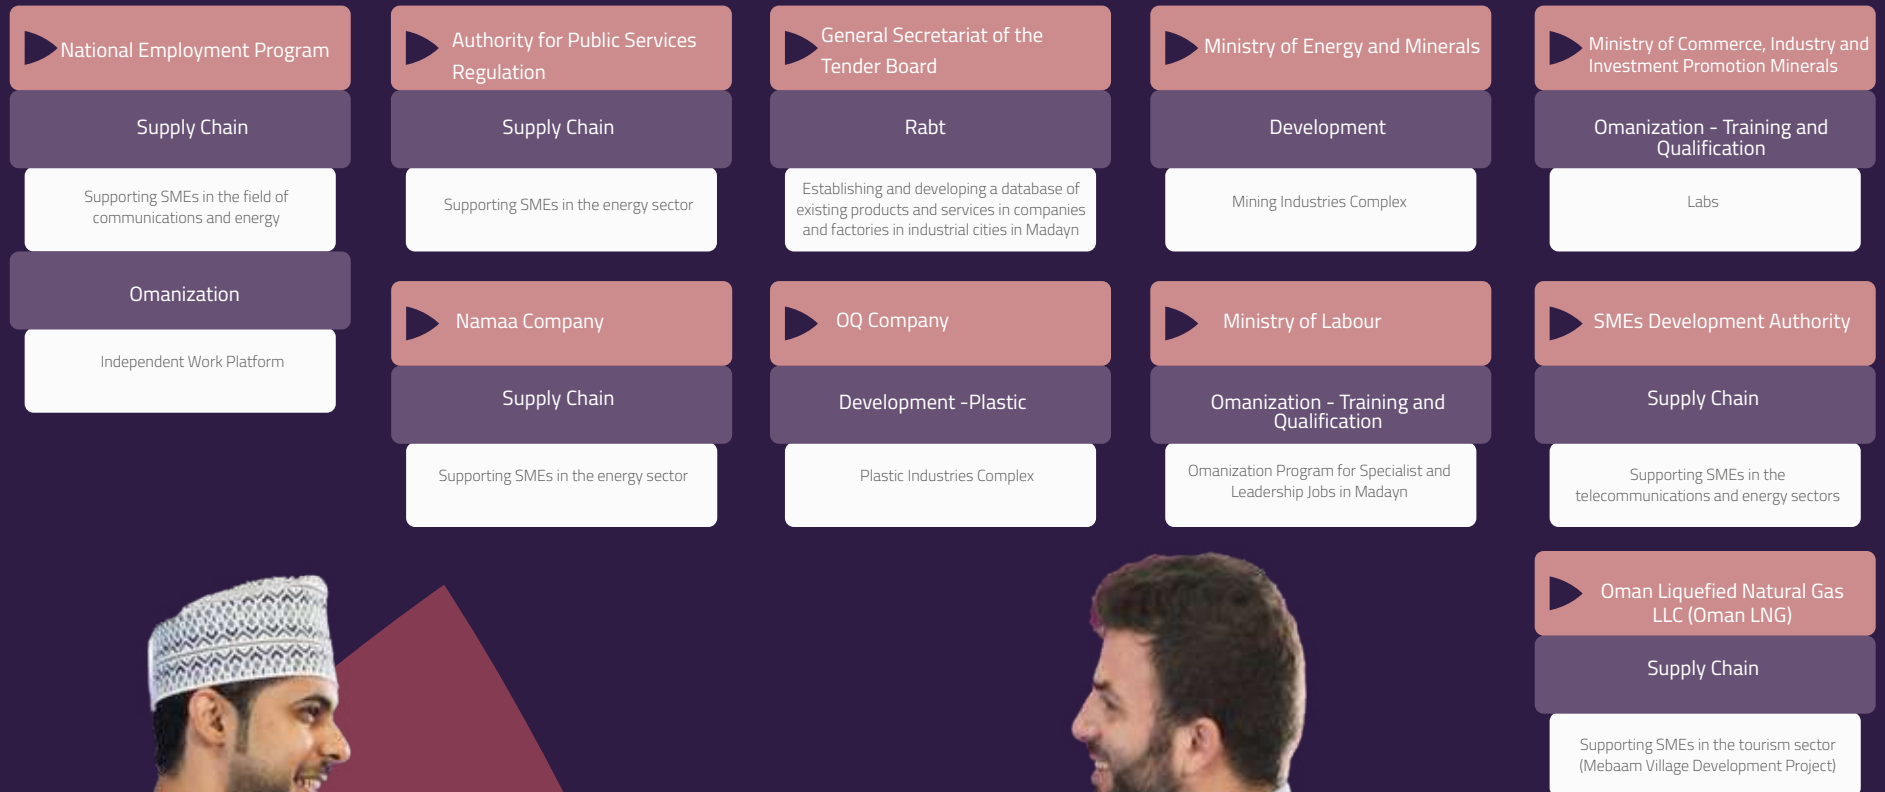 National Employment Program
Supply Chain
Supporting SMEs in the field of
communications and energy
Omanization
Independent Work Platform
Authority for Public Services
Regulation
Supply Chain
Supporting SMEs in the energy sector
Namaa Company
Supply Chain
Supporting SMEs in the energy sector
General Secretariat of the
Tender Board
Rabt
Establishing and developing a database of
existing products and services in companies
and factories in industrial cities in Madayn
OQ Company
Development -Plastic
Plastic Industries Complex
Ministry of Energy and Minerals
Development
Mining Industries Complex
Ministry of Labour
Omanization - Training and
Qualification
Omanization Program for Specialist and
Leadership Jobs in Madayn
Ministry of Commerce, Industry and
Investment Promotion Minerals
Omanization - Training and
Qualification
Labs
SMEs Development Authority
Supply Chain
Supporting SMEs in the
telecommunications and energy sectors
Oman Liquefied Natural Gas
LLC (Oman LNG)
Supply Chain
Supporting SMEs in the tourism sector
(Mebaam Village Development Project)